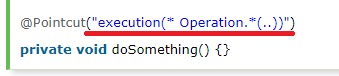 @Pointcut("execution(* Operation.*(..))")
private void doSomething() {}